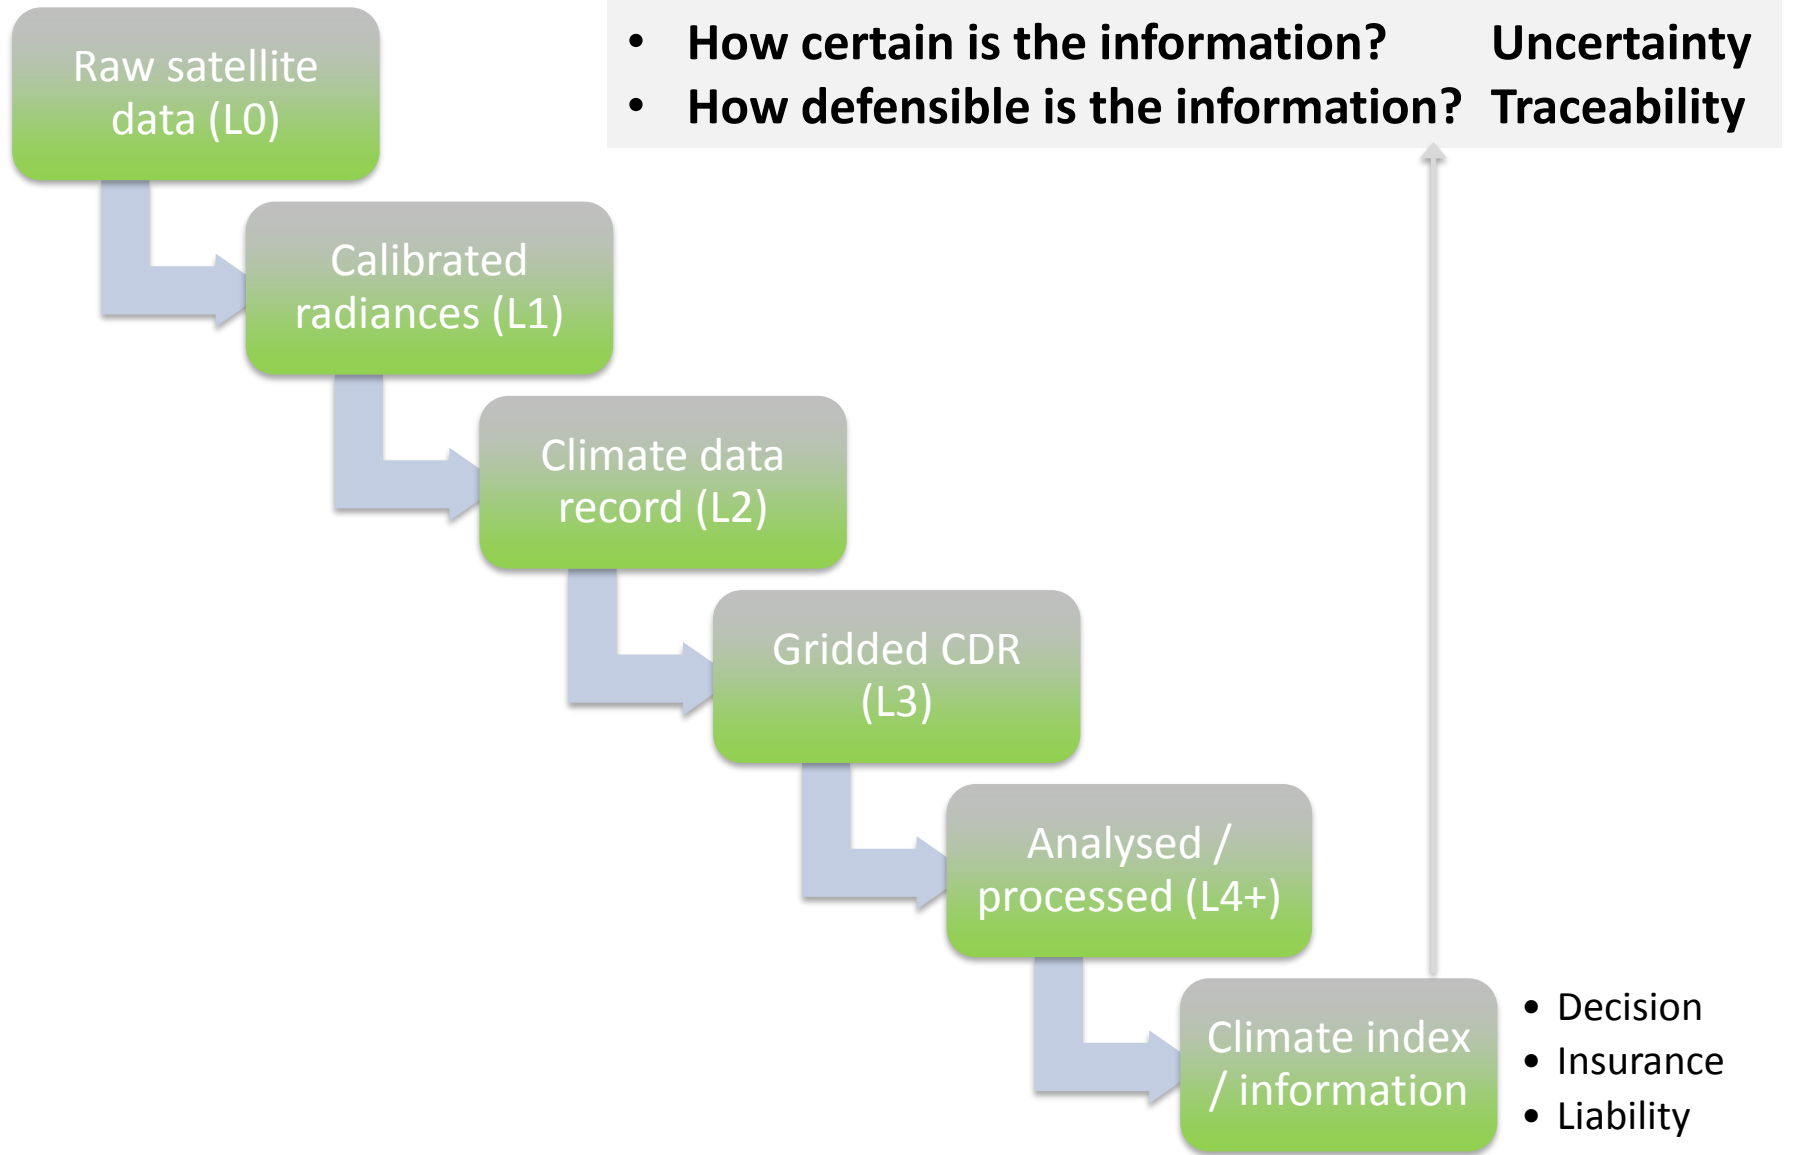 • How certain is the information? Uncertainty
• How defensible is the information? Traceability
Raw satellite
data (L0)
Calibrated
radiances (L1)
Climate data
record (L2)
Gridded CDR
(L3)
Analysed /
processed (L4+)
Climate index
/ information
• Decision
• Insurance
• Liability